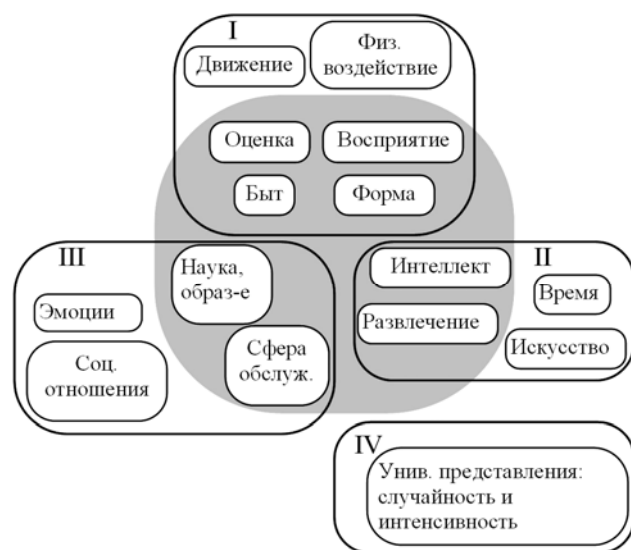 I
Движение
Физ.
воздействие
Оценка
Восприятие
Быт
Форма
III
Наука,
образ-е
Эмоции
Соц.
отношения
Сфера
обслуж.
II
Интеллект
Время
Развлечение
Искусство
IV
Унив. представления:
случайность и
интенсивность